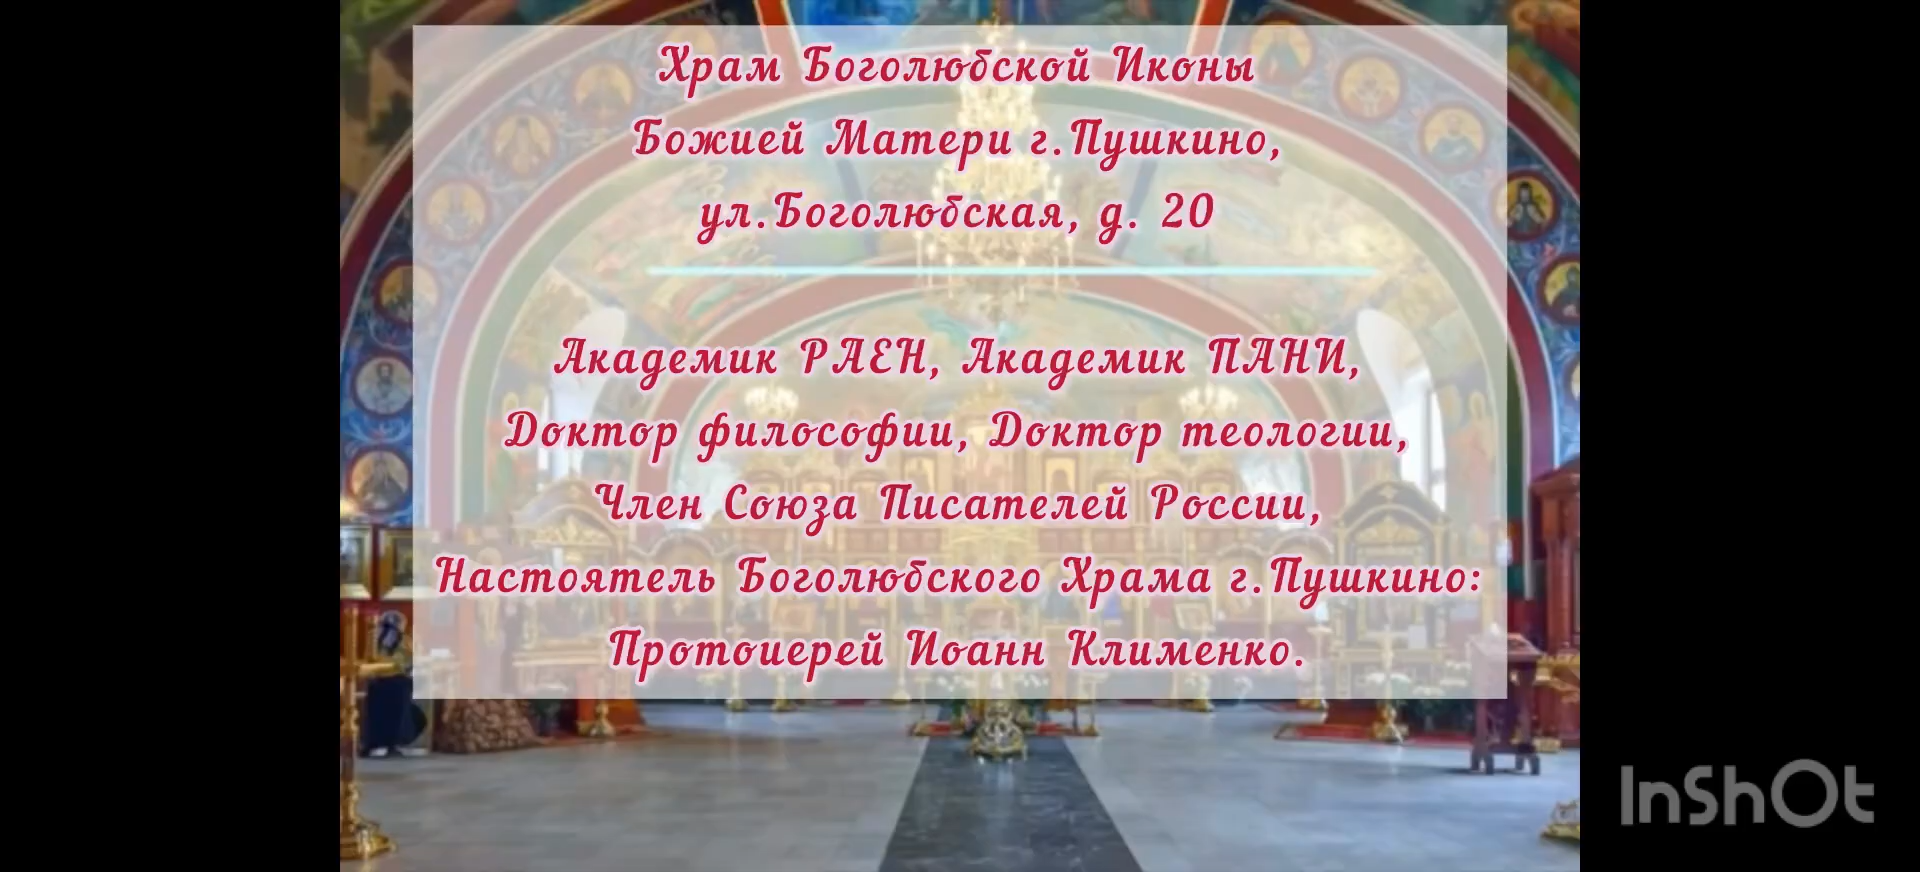 Храм Боголюбской Иконы
Божией Матери г.Пушкино,
ул.Боголюбская, д. 20
Академик РАЕН, Академик ПАНИ,
Доктор философии, Доктор теологии,
Член Союза Писателей России,
Настоятель Боголюбского Храма г.Пушкино:
Протоиерей Иоанн Клименко.
InShOt